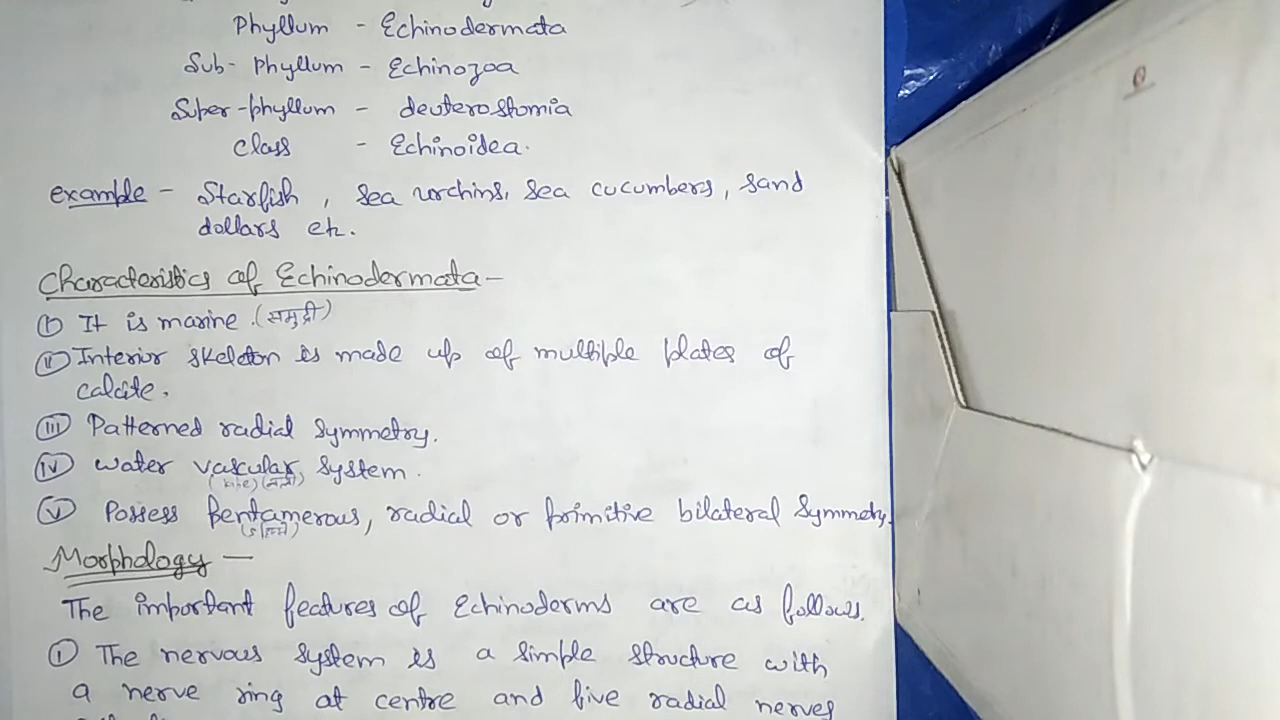 Phyllum - Echinodermata
Sub-Phyllum - Echinozoa
Super-phyllum - deuterostomia
Class - Echinoidea.
example - Starfish, sea urchins, sea cucumbers, sand
dollars etc.
Characteristics of Echinodermata -
(i) It is marine. (समुद्री)
(ii) Interior skeleton is made up of multiple plates of
calcite.
(iii) Patterned radial symmetry.
(iv) Water vascular system.
(v) Possess Pentamerous, radial or primitive bilateral symmetry.
Morphology -
The important features of Echinoderms are as follows.
(1) The nervous system is a simple structure with
a nerve ring at centre and five radial nerves